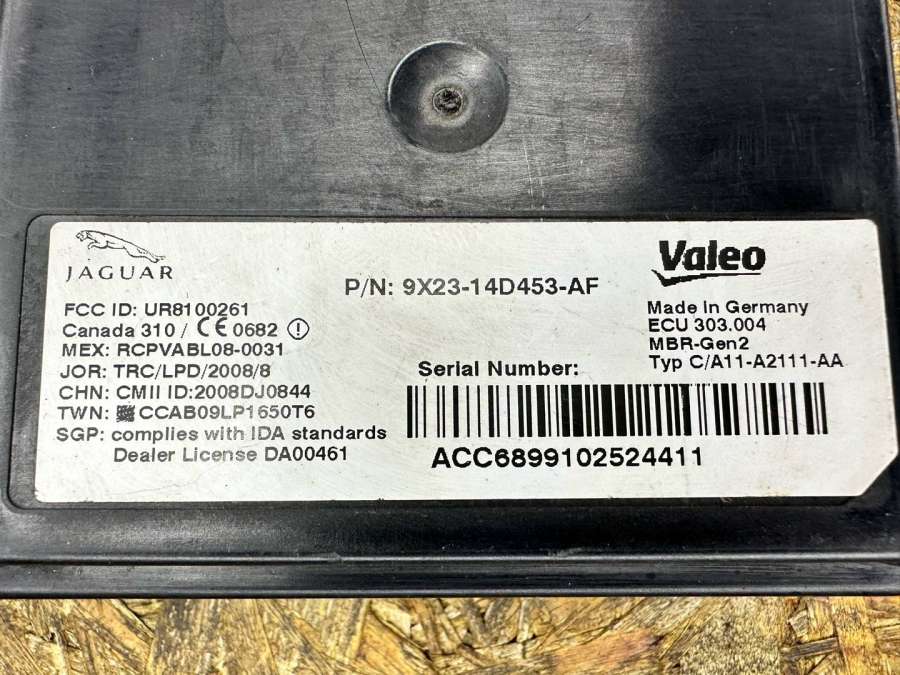 JAGUAR
P/N: 9X23-14D453-AF
Valeo
FCC ID: UR8100261
Canada 310 / CE 0682
MEX: RCPVABL08-0031
JOR: TRC/LPD/2008/8
CHN: CMII ID:2008DJ0844
TWN: CCAB09LP1650T6
SGP: complies with IDA standards
Dealer License DA00461
Made In Germany
ECU 303.004
MBR-Gen2
Typ C/A11-A2111-AA
Serial Number:
ACC6899102524411